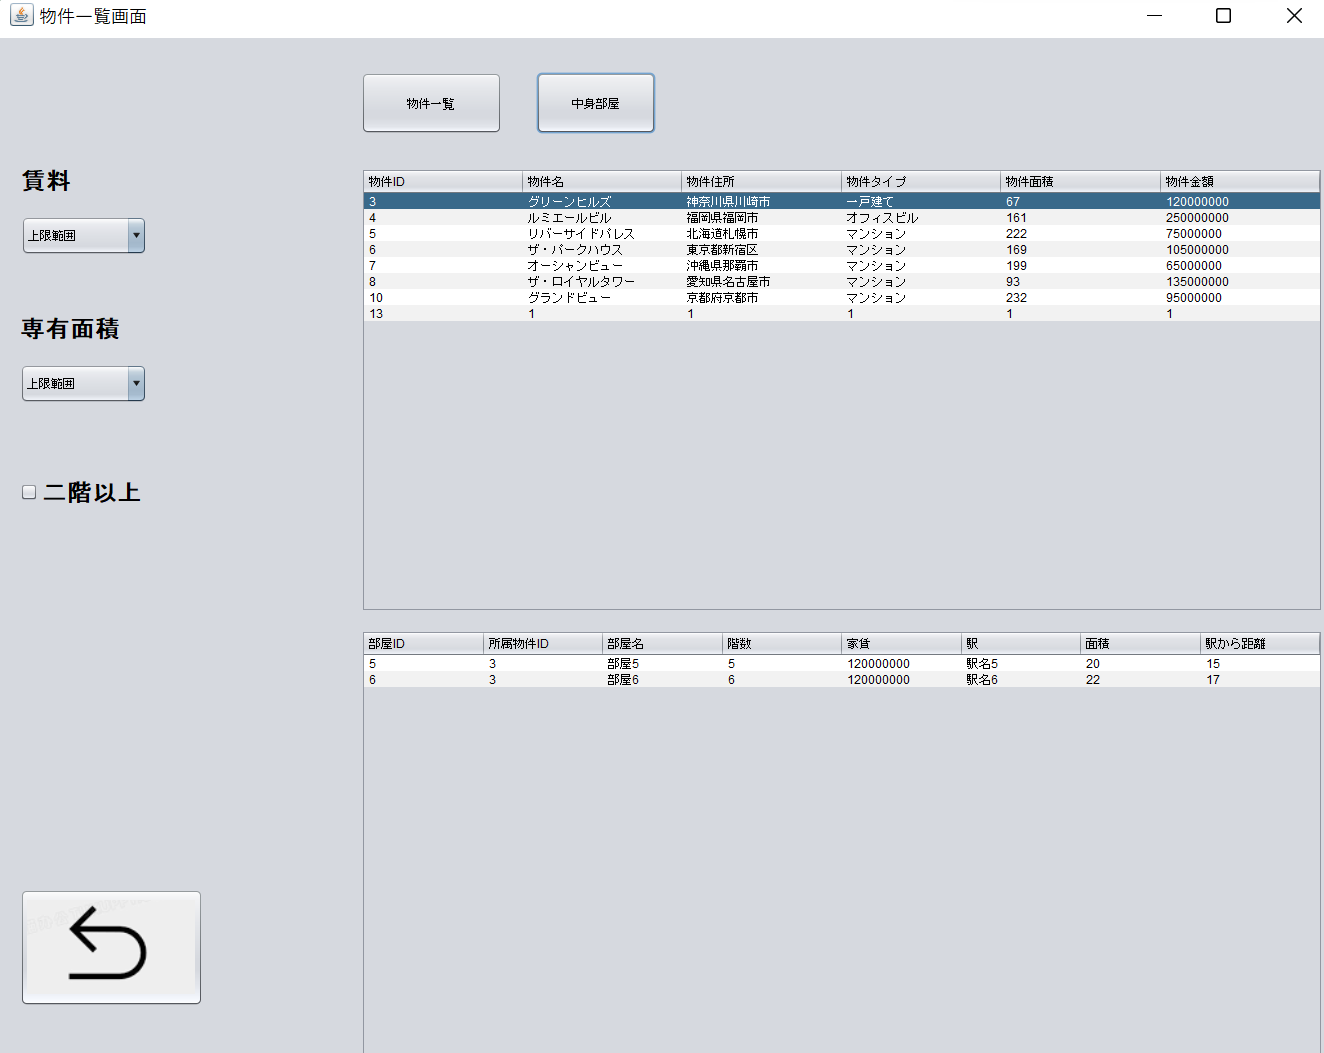 物件一覧画面
物件一覧 中身部屋
賃料
上限範囲
専有面積
上限範囲
二階以上
物件ID 物件名 物件住所 物件タイプ 物件面積 物件金額
3 グリーンヒルズ 神奈川県川崎市 一戸建て 67 120000000
4 ルミエールビル 福岡県福岡市 オフィスビル 161 250000000
5 リバーサイドパレス 北海道札幌市 マンション 222 75000000
6 ザ・パークハウス 東京都新宿区 マンション 169 105000000
7 オーシャンビュー 沖縄県那覇市 マンション 199 65000000
8 ザ・ロイヤルタワー 愛知県名古屋市 マンション 93 135000000
10 グランドビュー 京都府京都市 マンション 232 95000000
13 1 1 1 1 1
部屋ID 所属物件ID 部屋名 階数 家賃 駅 面積 駅から距離
5 3 部屋5 5 120000000 駅名5 20 15
6 3 部屋6 6 120000000 駅名6 22 17